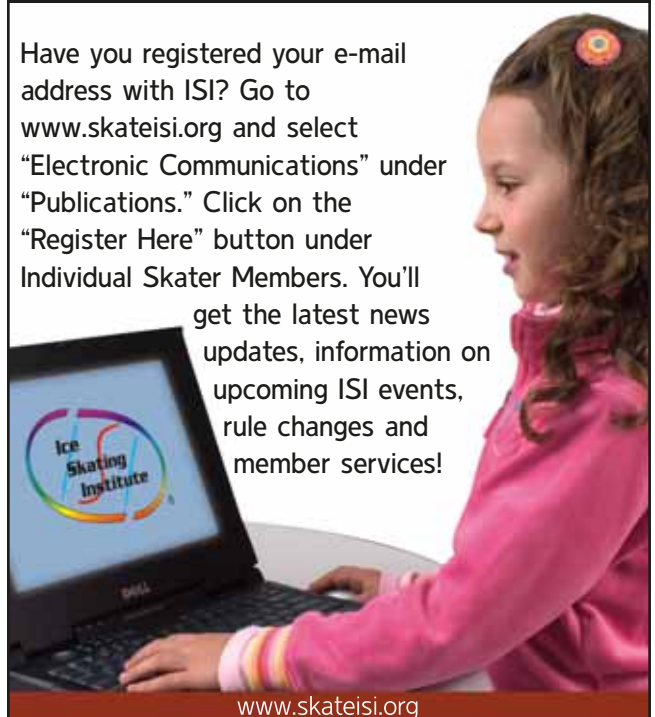 Have you registered your e-mail
address with ISI? Go to
www.skateisi.org and select
“Electronic Communications” under
“Publications.” Click on the
“Register Here” button under
Individual Skater Members. You’ll
get the latest news
updates, information on
upcoming ISI events,
rule changes and
member services!
Ice
Skating
Institute
DELL
www.skateisi.org